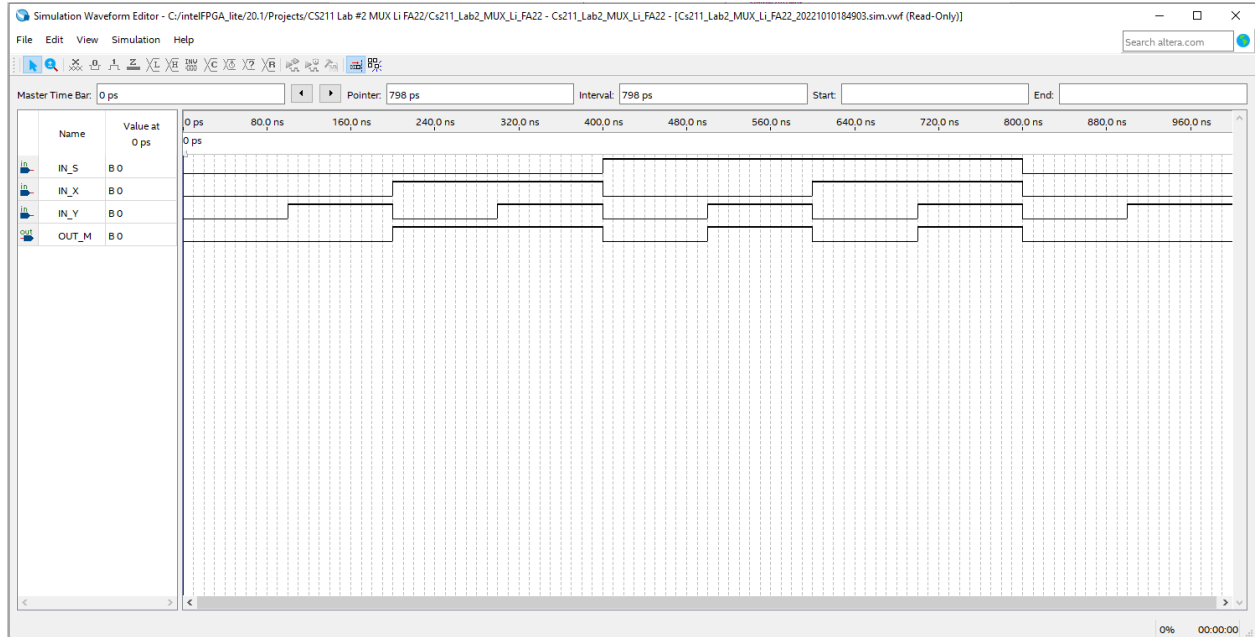 Simulation Waveform Editor - C:/intelFPGA_lite/20.1/Projects/CS211 Lab #2 MUX Li FA22/Cs211_Lab2_MUX_Li_FA22 - Cs211_Lab2_MUX_Li_FA22 - [Cs211_Lab2_MUX_Li_FA22_20221010184903.sim.vwf (Read-Only)]
File Edit View Simulation Help
Search altera.com
Master Time Bar: 0 ps Pointer: 798 ps Interval: 798 ps Start: End:
Name Value at 0 ps
0 ps 80.0 ns 160.0 ns 240.0 ns 320.0 ns 400.0 ns 480.0 ns 560.0 ns 640.0 ns 720.0 ns 800.0 ns 880.0 ns 960.0 ns
0 ps
in IN_S B 0
in IN_X B 0
in IN_Y B 0
out OUT_M B 0
0% 00:00:00